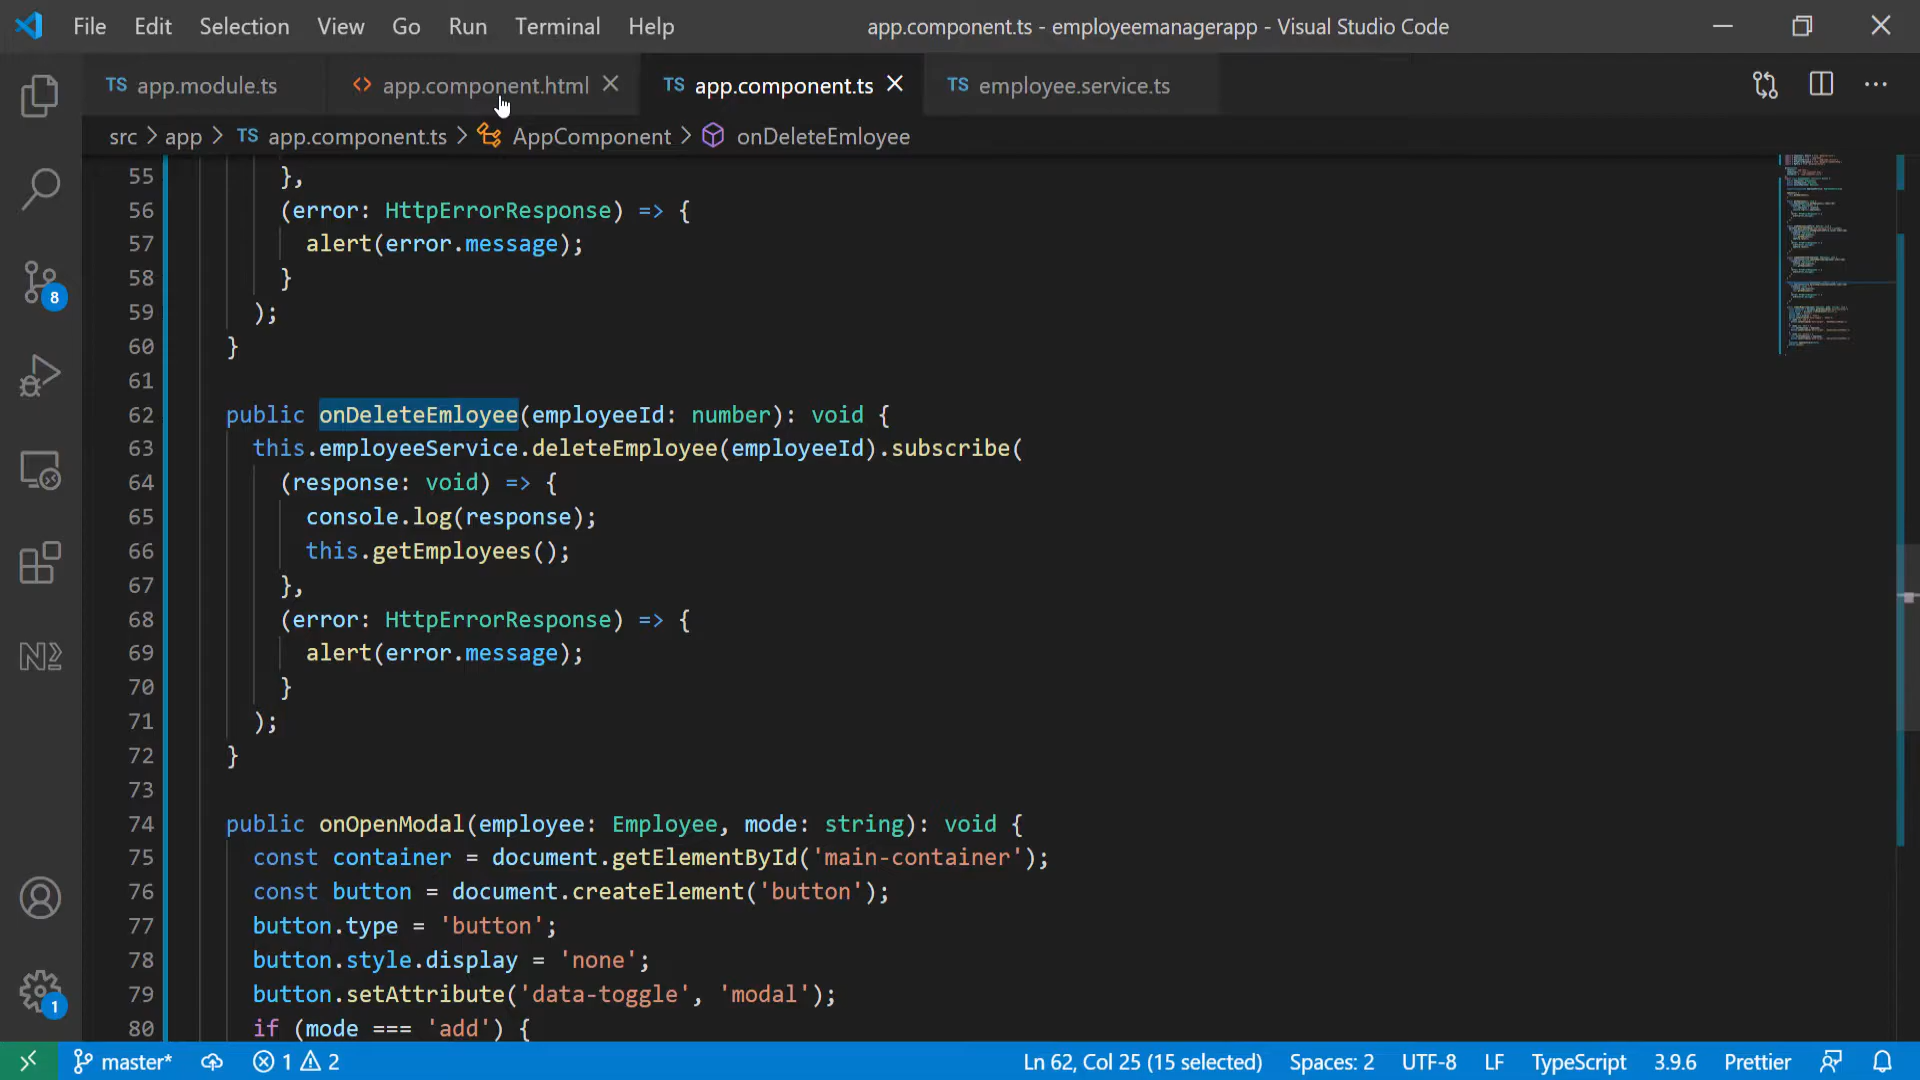 File Edit Selection View Go Run Terminal Help app.component.ts - employeemanagerapp - Visual Studio Code
TS app.module.ts <> app.component.html TS app.component.ts TS employee.service.ts
src > app > TS app.component.ts > AppComponent > onDeleteEmloyee
55 },
56 (error: HttpErrorResponse) => {
57 alert(error.message);
58 }
59 );
60 }
61
62 public onDeleteEmloyee(employeeId: number): void {
63 this.employeeService.deleteEmployee(employeeId).subscribe(
64 (response: void) => {
65 console.log(response);
66 this.getEmployees();
67 },
68 (error: HttpErrorResponse) => {
69 alert(error.message);
70 }
71 );
72 }
73
74 public onOpenModal(employee: Employee, mode: string): void {
75 const container = document.getElementById('main-container');
76 const button = document.createElement('button');
77 button.type = 'button';
78 button.style.display = 'none';
79 button.setAttribute('data-toggle', 'modal');
80 if (mode === 'add') {
8
1
master* 1 2 Ln 62, Col 25 (15 selected) Spaces: 2 UTF-8 LF TypeScript 3.9.6 Prettier